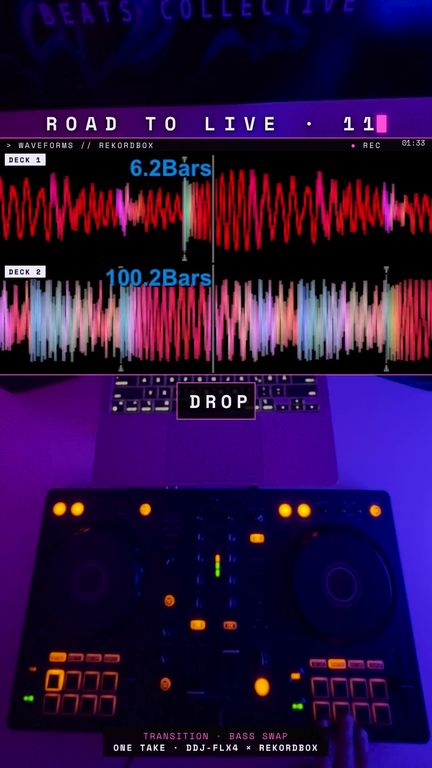 BEATS COLLECTIVE
ROAD TO LIVE · 11
> WAVEFORMS // REKORDBOX
● REC
01:33
DECK 1
6.2Bars
DECK 2
100.2Bars
DROP
TRANSITION · BASS SWAP
ONE TAKE · DDJ-FLX4 × REKORDBOX